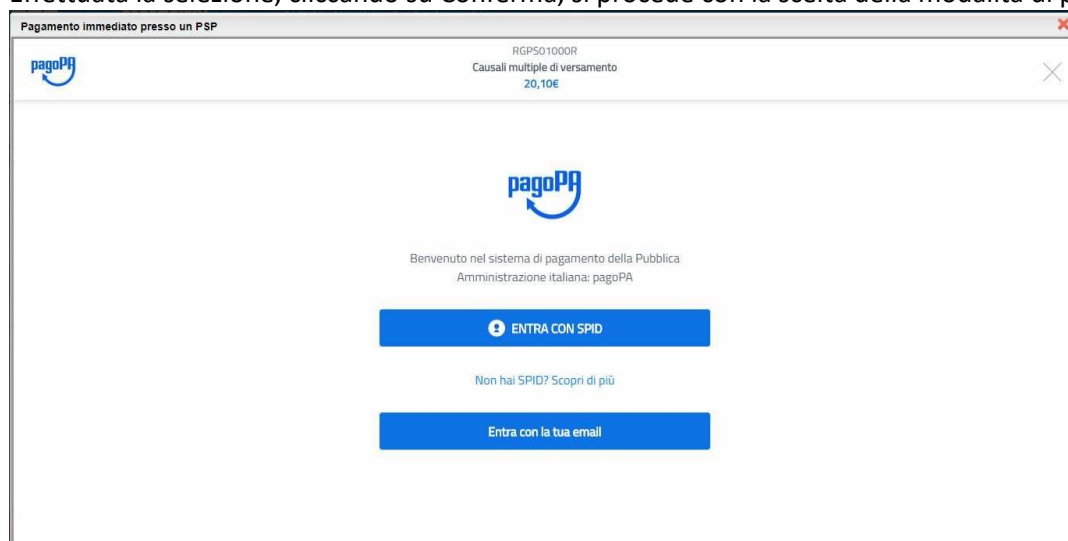 Effettuata la selezione, cliccando su Conferma, si procede con la scelta della modalità di
Pagamento immediato presso un PSP
pagoPA
RGPS01000R
Causali multiple di versamento
20,10€
pagoPA
Benvenuto nel sistema di pagamento della Pubblica
Amministrazione italiana: pagoPA
ENTRA CON SPID
Non hai SPID? Scopri di più
Entra con la tua email